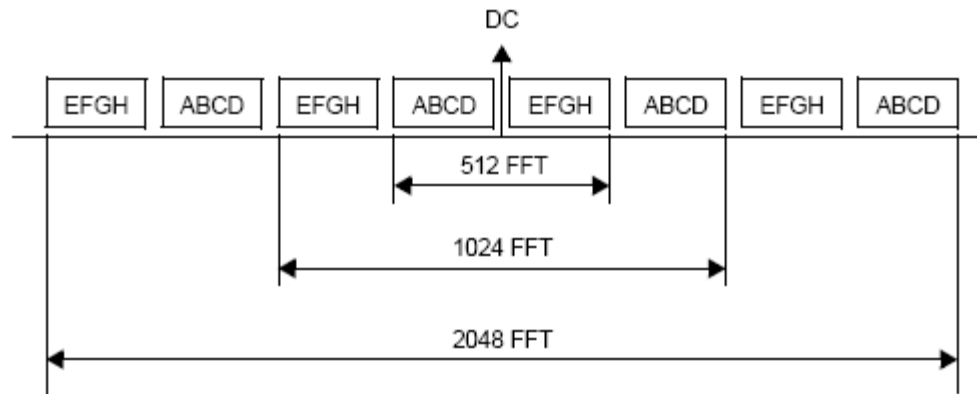 DC
EFGH ABCD EFGH ABCD EFGH ABCD EFGH ABCD
512 FFT
1024 FFT
2048 FFT